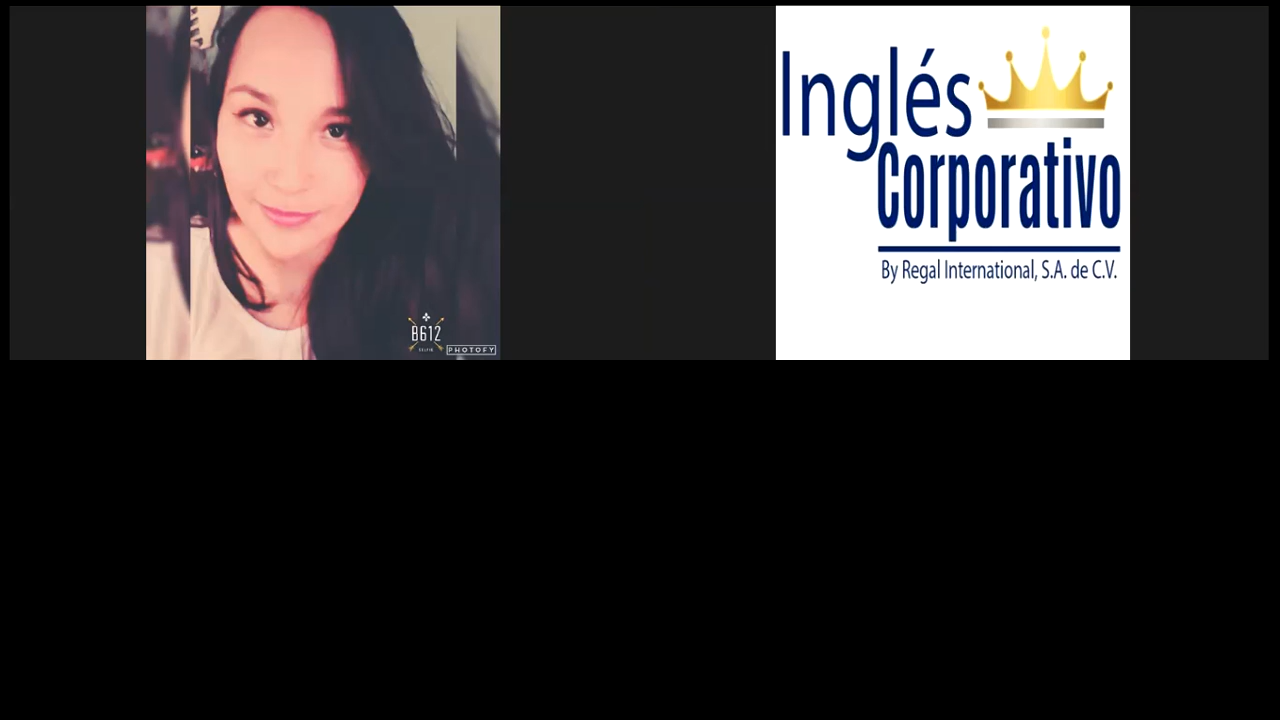 Inglés
Corporativo
By Regal International, S.A. de C.V.
B612
PHOTOFY